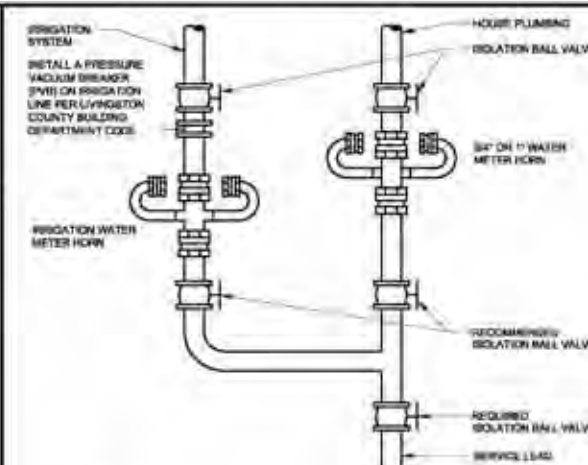 IRRIGATION
SYSTEM
INSTALL A PRESSURE
VACUUM BREAKER
(PVB) ON IRRIGATION
LINE PER LIVINGSTON
COUNTY BUILDING
DEPARTMENT CODE
IRRIGATION WATER
METER HORN
HOUSE PLUMBING
ISOLATION BALL VALV
3/4" OR 1" WATER
METER HORN
RECOMMENDED
ISOLATION BALL VALV
REQUIRED
ISOLATION BALL VALV
SERVICE LEAD